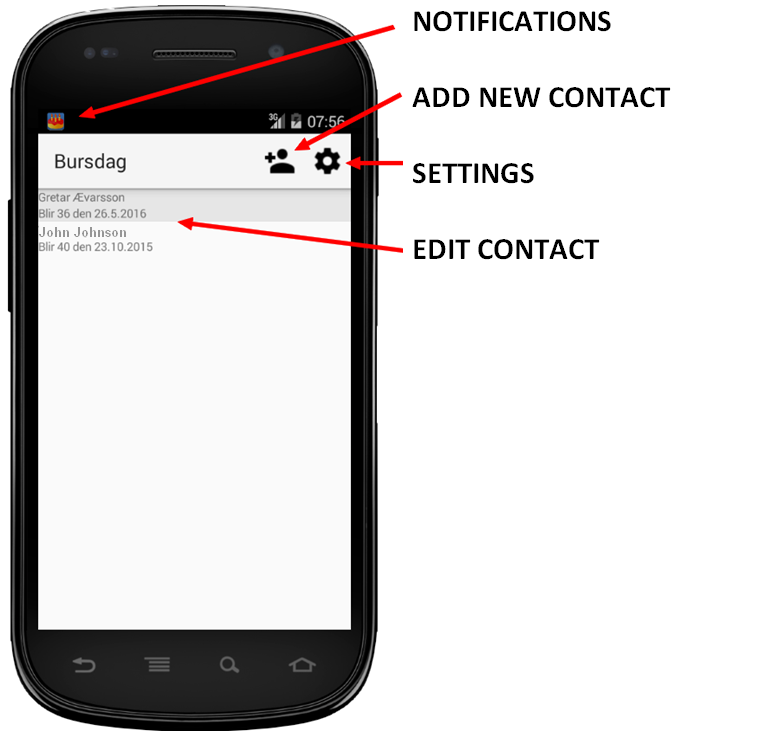 NOTIFICATIONS
ADD NEW CONTACT
SETTINGS
EDIT CONTACT
3G 07:56
Bursdag
Gretar Ævarsson
Blir 36 den 26.5.2016
John Johnson
Blir 40 den 23.10.2015